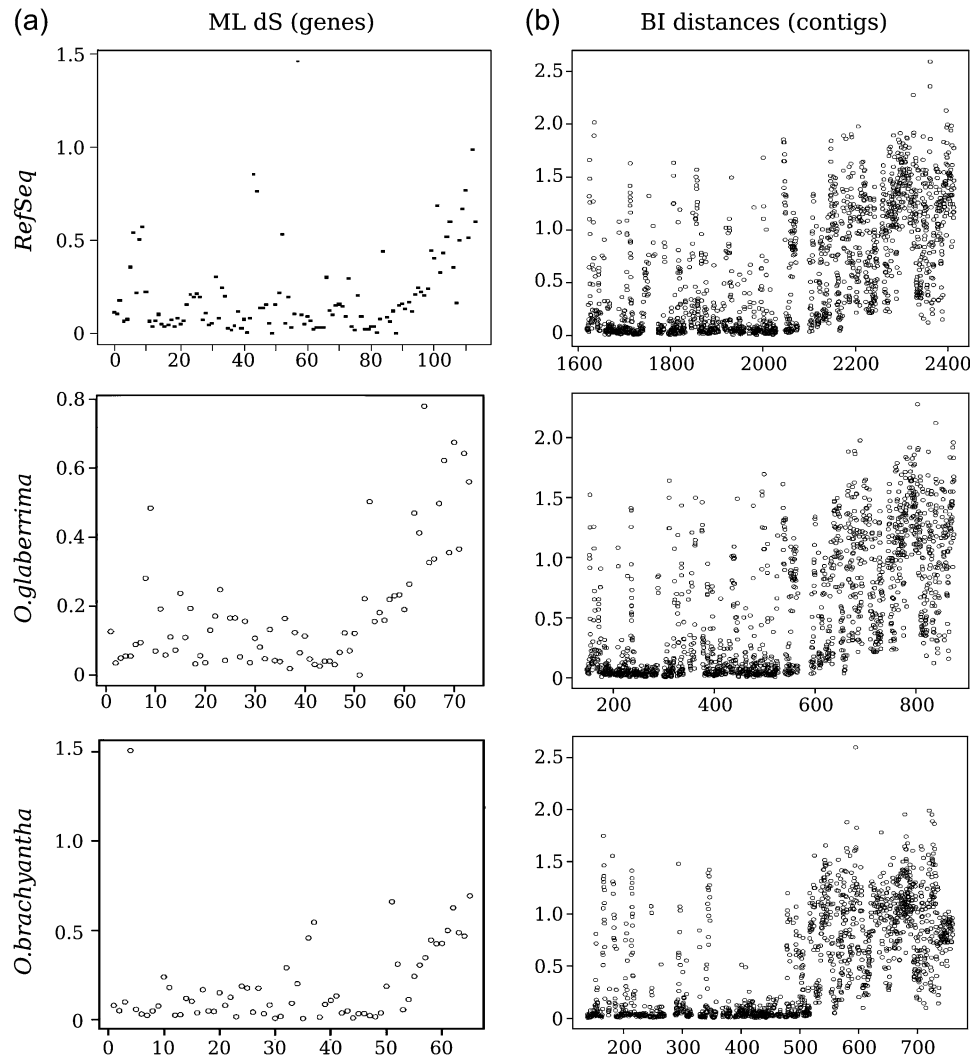 (a)
ML dS (genes)
(b)
BI distances (contigs)
RefSeq
1.5
1.0
0.5
0
0 20 40 60 80 100
2.5
2.0
1.5
1.0
0.5
0
1600 1800 2000 2200 2400
O.glaberrima
0.8
0.6
0.4
0.2
0
0 10 20 30 40 50 60 70
2.0
1.5
1.0
0.5
0
200 400 600 800
O.brachyantha
1.5
1.0
0.5
0
0 10 20 30 40 50 60
2.5
2.0
1.5
1.0
0.5
0
200 300 400 500 600 700